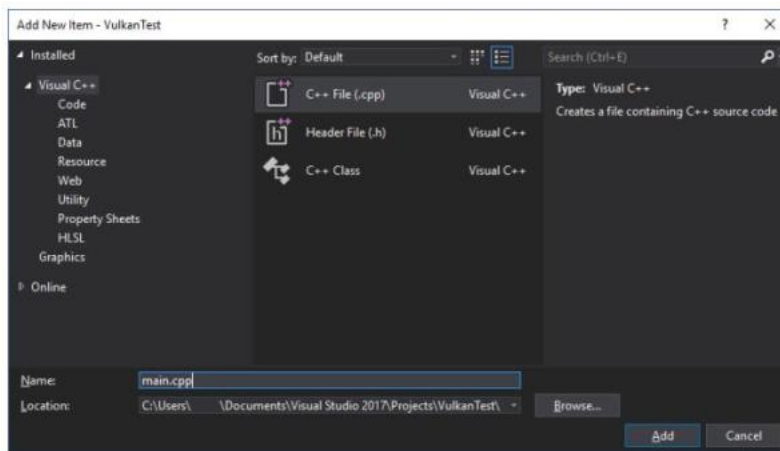 Add New Item - VulkanTest ? ×
Installed
Visual C++
Code
ATL
Data
Resource
Web
Utility
Property Sheets
HLSL
Graphics
Online
Sort by: Default
C++ File (.cpp) Visual C++
Header File (.h) Visual C++
C++ Class Visual C++
Search (Ctrl+E)
Type: Visual C++
Creates a file containing C++ source code
Name: main.cpp
Location: C:\Users\ \Documents\Visual Studio 2017\Projects\VulkanTest\ Browse...
Add Cancel